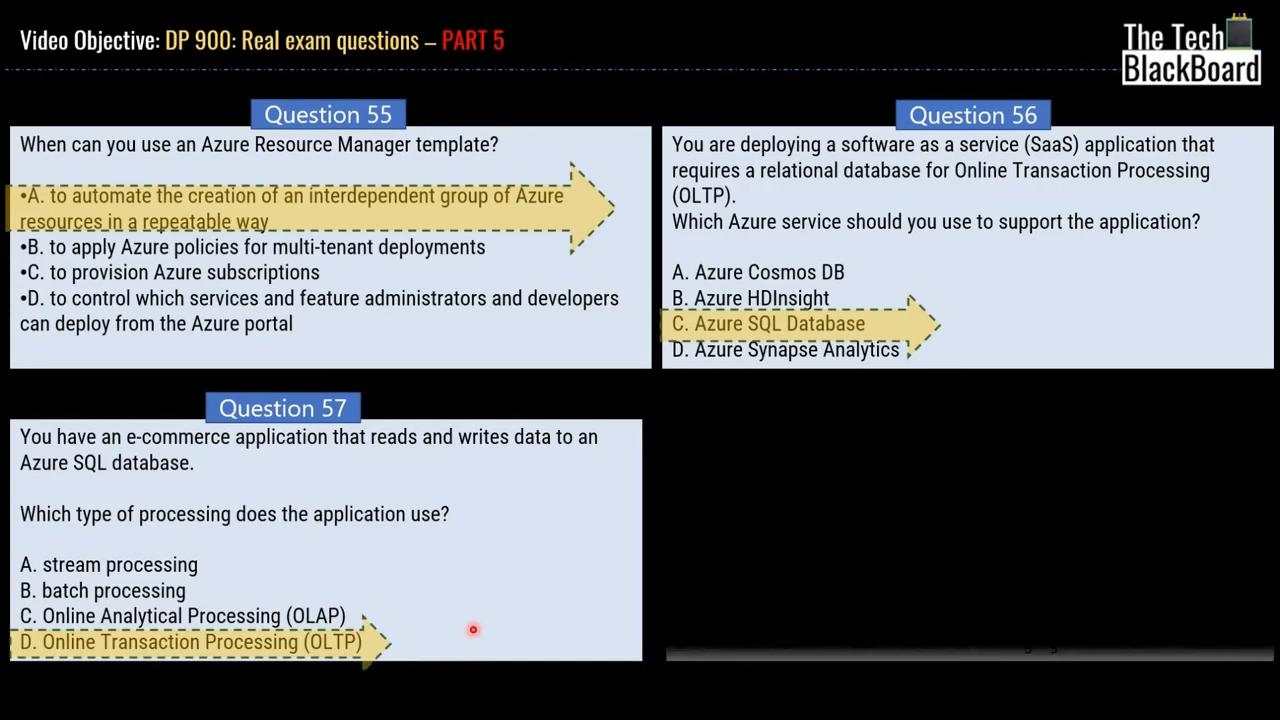 Video Objective: DP 900: Real exam questions – PART 5
The Tech
BlackBoard
Question 55
When can you use an Azure Resource Manager template?
•A. to automate the creation of an interdependent group of Azure
resources in a repeatable way
•B. to apply Azure policies for multi-tenant deployments
•C. to provision Azure subscriptions
•D. to control which services and feature administrators and developers
can deploy from the Azure portal
Question 56
You are deploying a software as a service (SaaS) application that
requires a relational database for Online Transaction Processing
(OLTP).
Which Azure service should you use to support the application?
A. Azure Cosmos DB
B. Azure HDInsight
C. Azure SQL Database
D. Azure Synapse Analytics
Question 57
You have an e-commerce application that reads and writes data to an
Azure SQL database.
Which type of processing does the application use?
A. stream processing
B. batch processing
C. Online Analytical Processing (OLAP)
D. Online Transaction Processing (OLTP)